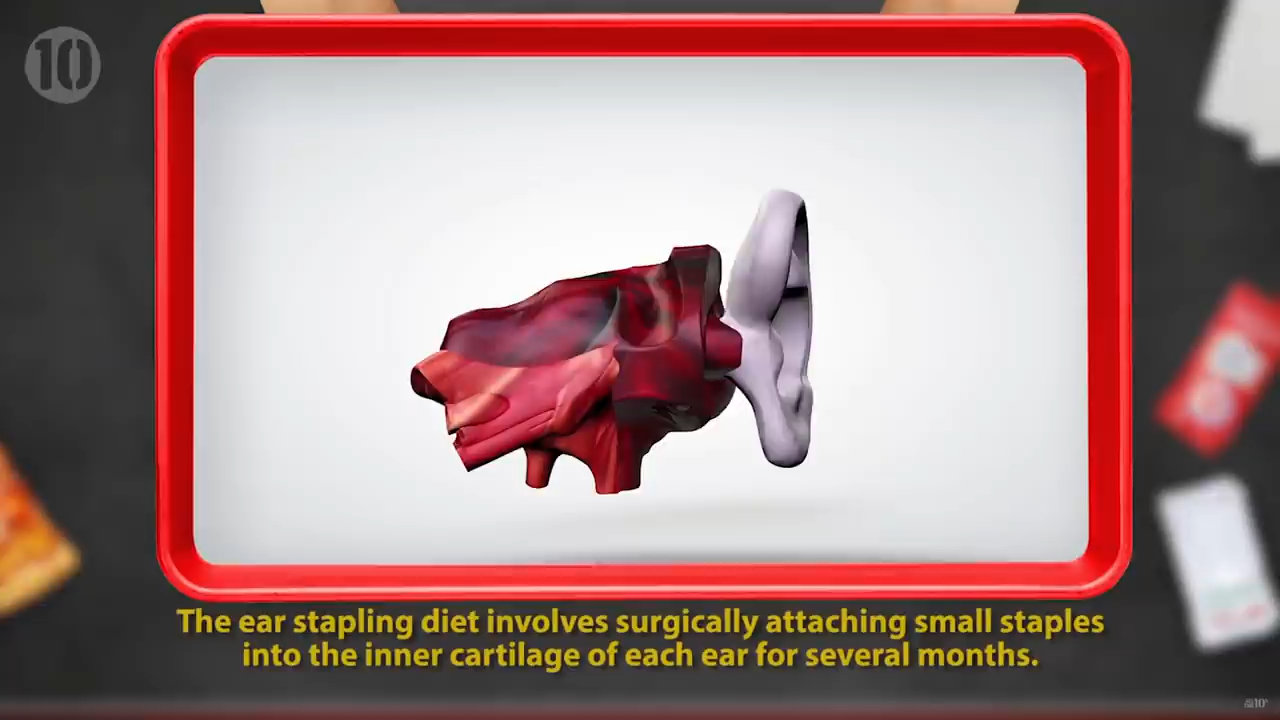 10
The ear stapling diet involves surgically attaching small staples
into the inner cartilage of each ear for several months.